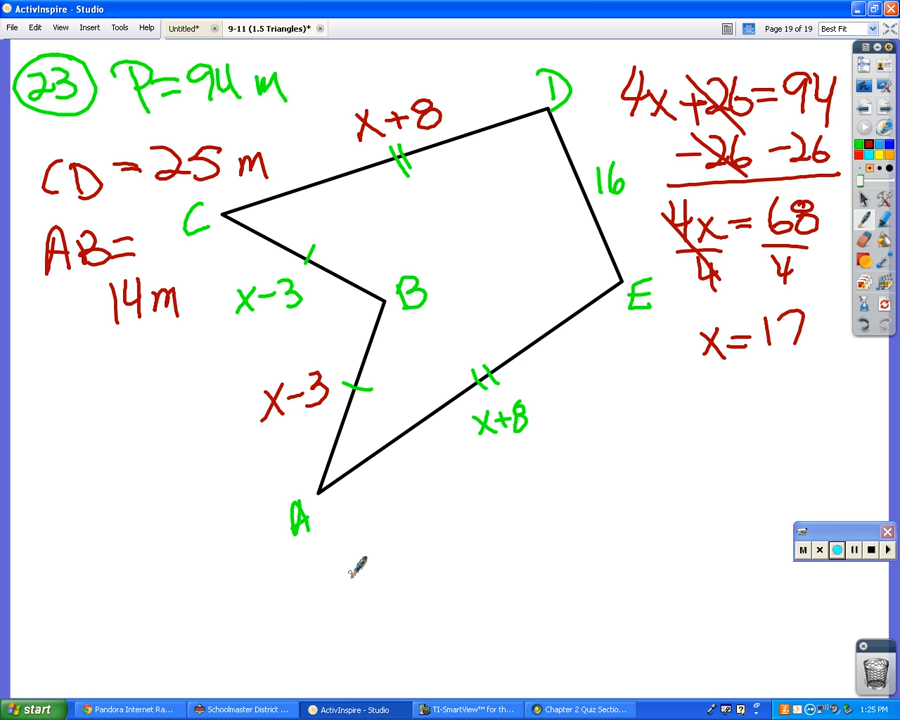 ActivInspire - Studio
File Edit View Insert Tools Help
Untitled*
9-11 (1.5 Triangles)*
Page 19 of 19
Best Fit
23 P=94 m
CD = 25 m
AB=
14 m
x+8
D
16
C
x-3
B
E
x-3
x+8
A
4x +26 = 94
-26 -26
4x = 68
4 4
x = 17
M
start
Pandora Internet Ra...
Schoolmaster District ...
ActivInspire - Studio
TI-SmartView™ for th...
Chapter 2 Quiz Sectio...
1:25 PM